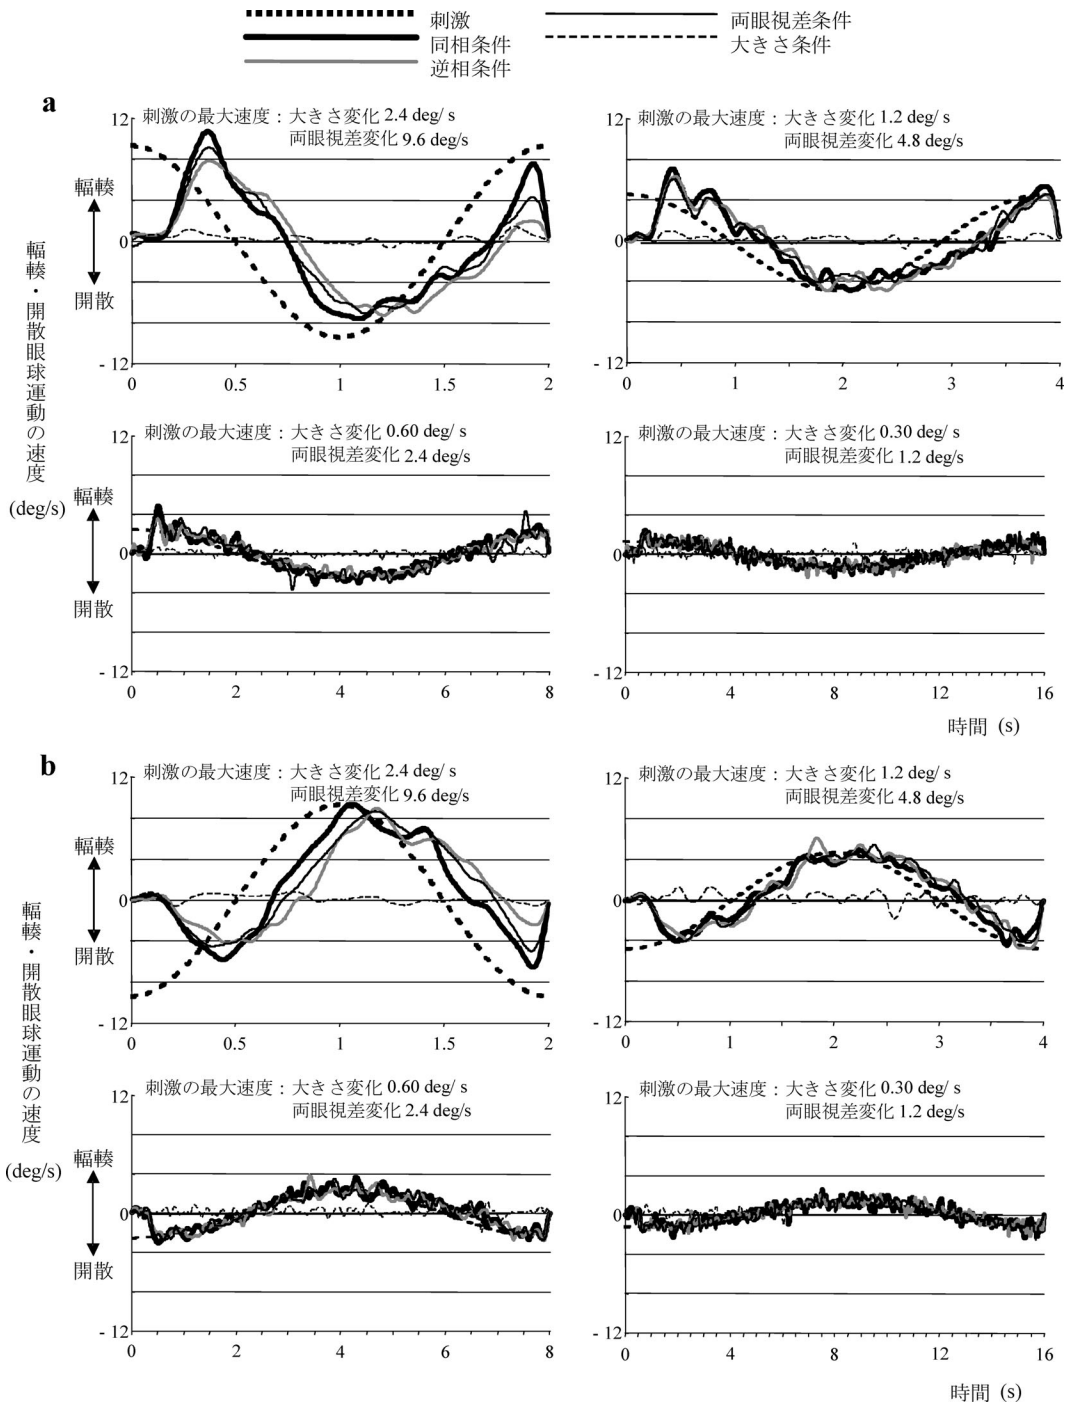 刺激
同相条件
逆相条件
両眼視差条件
大きさ条件
a
刺激の最大速度：大きさ変化 2.4 deg/ s
両眼視差変化 9.6 deg/s
12
輻輳
0
開散
- 12
0 0.5 1 1.5 2
刺激の最大速度：大きさ変化 1.2 deg/ s
両眼視差変化 4.8 deg/s
12
0
- 12
0 1 2 3 4
輻輳・開散眼球運動の速度
(deg/s)
刺激の最大速度：大きさ変化 0.60 deg/ s
両眼視差変化 2.4 deg/s
12
輻輳
0
開散
- 12
0 2 4 6 8
刺激の最大速度：大きさ変化 0.30 deg/ s
両眼視差変化 1.2 deg/s
12
0
- 12
0 4 8 12 16
時間 (s)
b
刺激の最大速度：大きさ変化 2.4 deg/ s
両眼視差変化 9.6 deg/s
12
輻輳
0
開散
- 12
0 0.5 1 1.5 2
刺激の最大速度：大きさ変化 1.2 deg/ s
両眼視差変化 4.8 deg/s
12
0
- 12
0 1 2 3 4
輻輳・開散眼球運動の速度
(deg/s)
刺激の最大速度：大きさ変化 0.60 deg/ s
両眼視差変化 2.4 deg/s
12
輻輳
0
開散
- 12
0 2 4 6 8
刺激の最大速度：大きさ変化 0.30 deg/ s
両眼視差変化 1.2 deg/s
12
0
- 12
0 4 8 12 16
時間 (s)